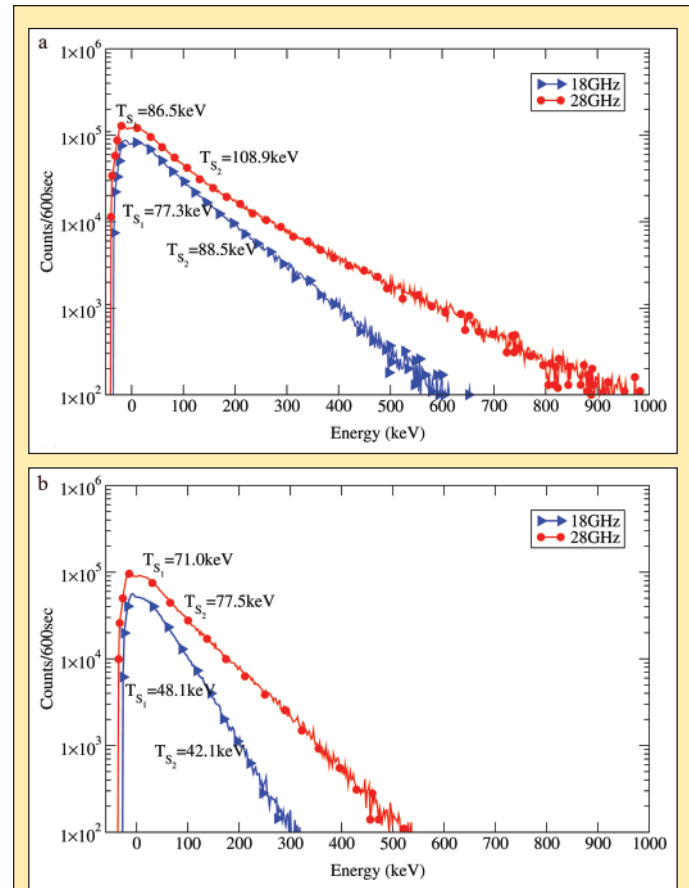 a
1×10⁶
1×10⁵
1×10⁴
1×10³
1×10²
Counts/600sec
18GHz
28GHz
T_S₁=86.5keV
T_S₂=108.9keV
T_S₁=77.3keV
T_S₂=88.5keV
0 100 200 300 400 500 600 700 800 900 1000
Energy (keV)
b
1×10⁶
1×10⁵
1×10⁴
1×10³
1×10²
Counts/600sec
18GHz
28GHz
T_S₁=71.0keV
T_S₂=77.5keV
T_S₁=48.1keV
T_S₂=42.1keV
0 100 200 300 400 500 600 700 800 900 1000
Energy (keV)